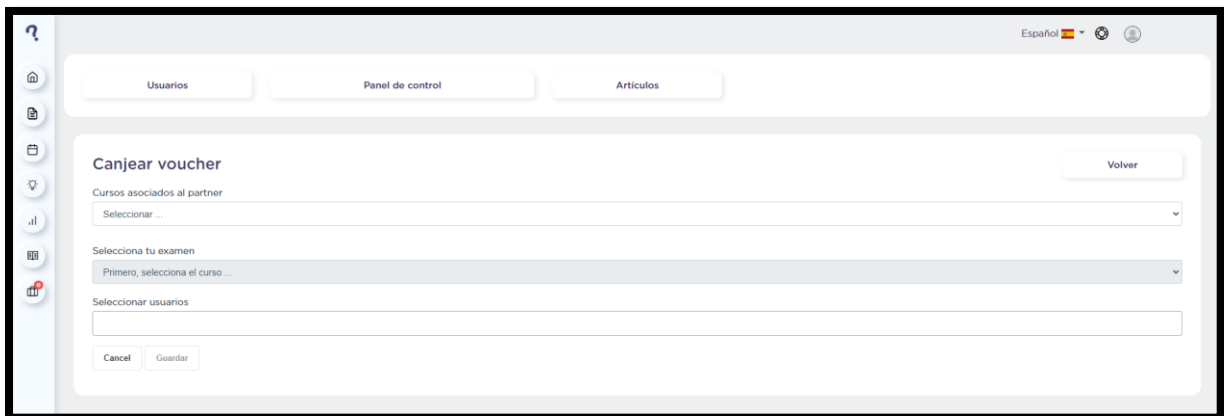 Español
Usuarios
Panel de control
Artículos
Canjear voucher
Volver
Cursos asociados al partner
Seleccionar ...
Selecciona tu examen
Primero, selecciona el curso ...
0
Seleccionar usuarios
Cancel
Guardar